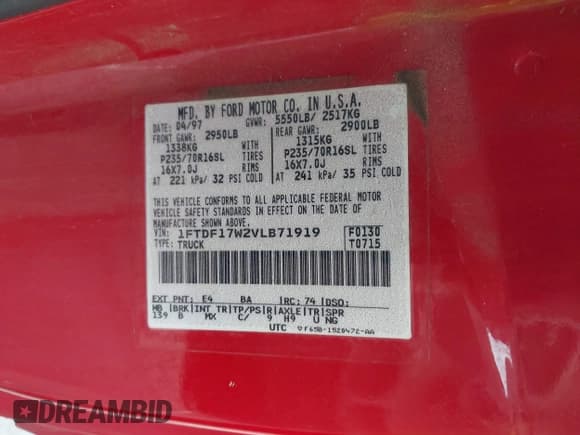 MFD. BY FORD MOTOR CO. IN U.S.A.
DATE: 04/97 GVWR: 5550LB/ 2517KG
FRONT GAWR: 2950LB REAR GAWR: 2900LB
1338KG WITH 1315KG WITH
P235/70R16SL TIRES P235/70R16SL TIRES
16X7.0J RIMS 16X7.0J RIMS
AT 221 kPa/ 32 PSI COLD AT 241 kPa/ 35 PSI COLD
THIS VEHICLE CONFORMS TO ALL APPLICABLE FEDERAL MOTOR
VEHICLE SAFETY STANDARDS IN EFFECT ON THE DATE OF
MANUFACTURE SHOWN ABOVE.
VIN: 1FTDF17W2VLB71919 F0130
TYPE: TRUCK T0715
EXT PNT: E4 BA |RC: 74 |DSO:
WB |BRK|INT TR|TP/PS|R|AXLE|TR|SPR
139 B MX C/ 9 H9 U NG
UTC
DREAMBID